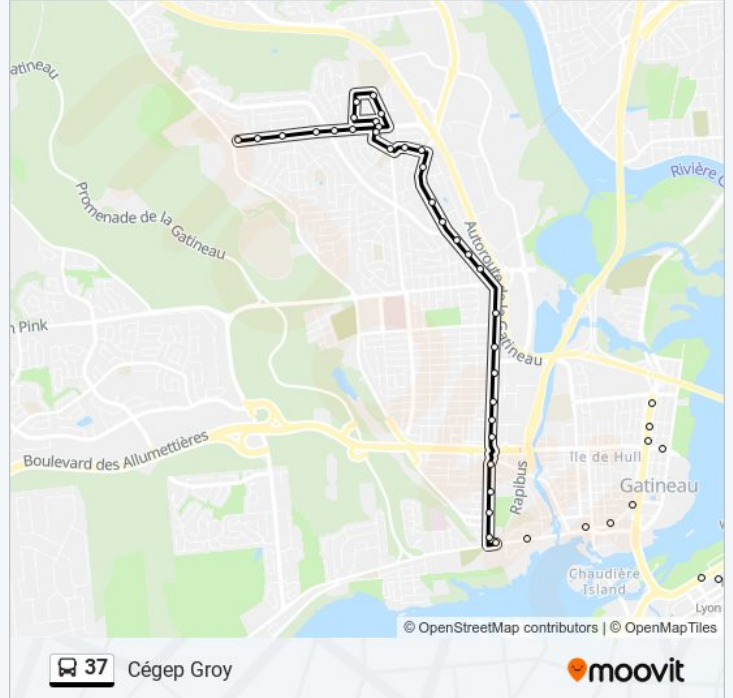 atineau
Promenade de la Gatineau
Rivière G
Autoroute de la Gatineau
n Pink
Boulevard des Allumettières
Île de Hull
Rapibus
Gatineau
Chaudière
Island
Lyon
© OpenStreetMap contributors | © OpenMapTiles
37 Cégep Groy
moovit